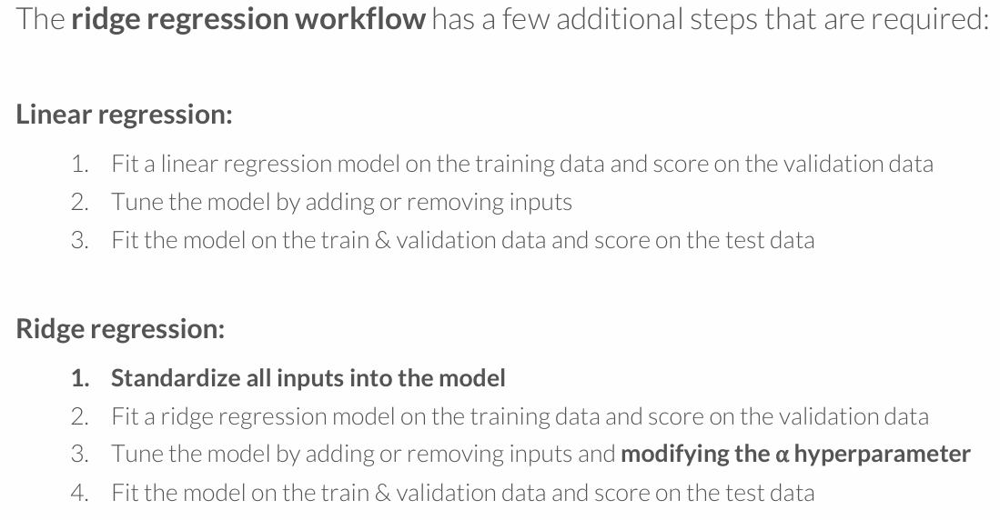 The ridge regression workflow has a few additional steps that are required:
Linear regression:
1. Fit a linear regression model on the training data and score on the validation data
2. Tune the model by adding or removing inputs
3. Fit the model on the train & validation data and score on the test data
Ridge regression:
1. Standardize all inputs into the model
2. Fit a ridge regression model on the training data and score on the validation data
3. Tune the model by adding or removing inputs and modifying the α hyperparameter
4. Fit the model on the train & validation data and score on the test data